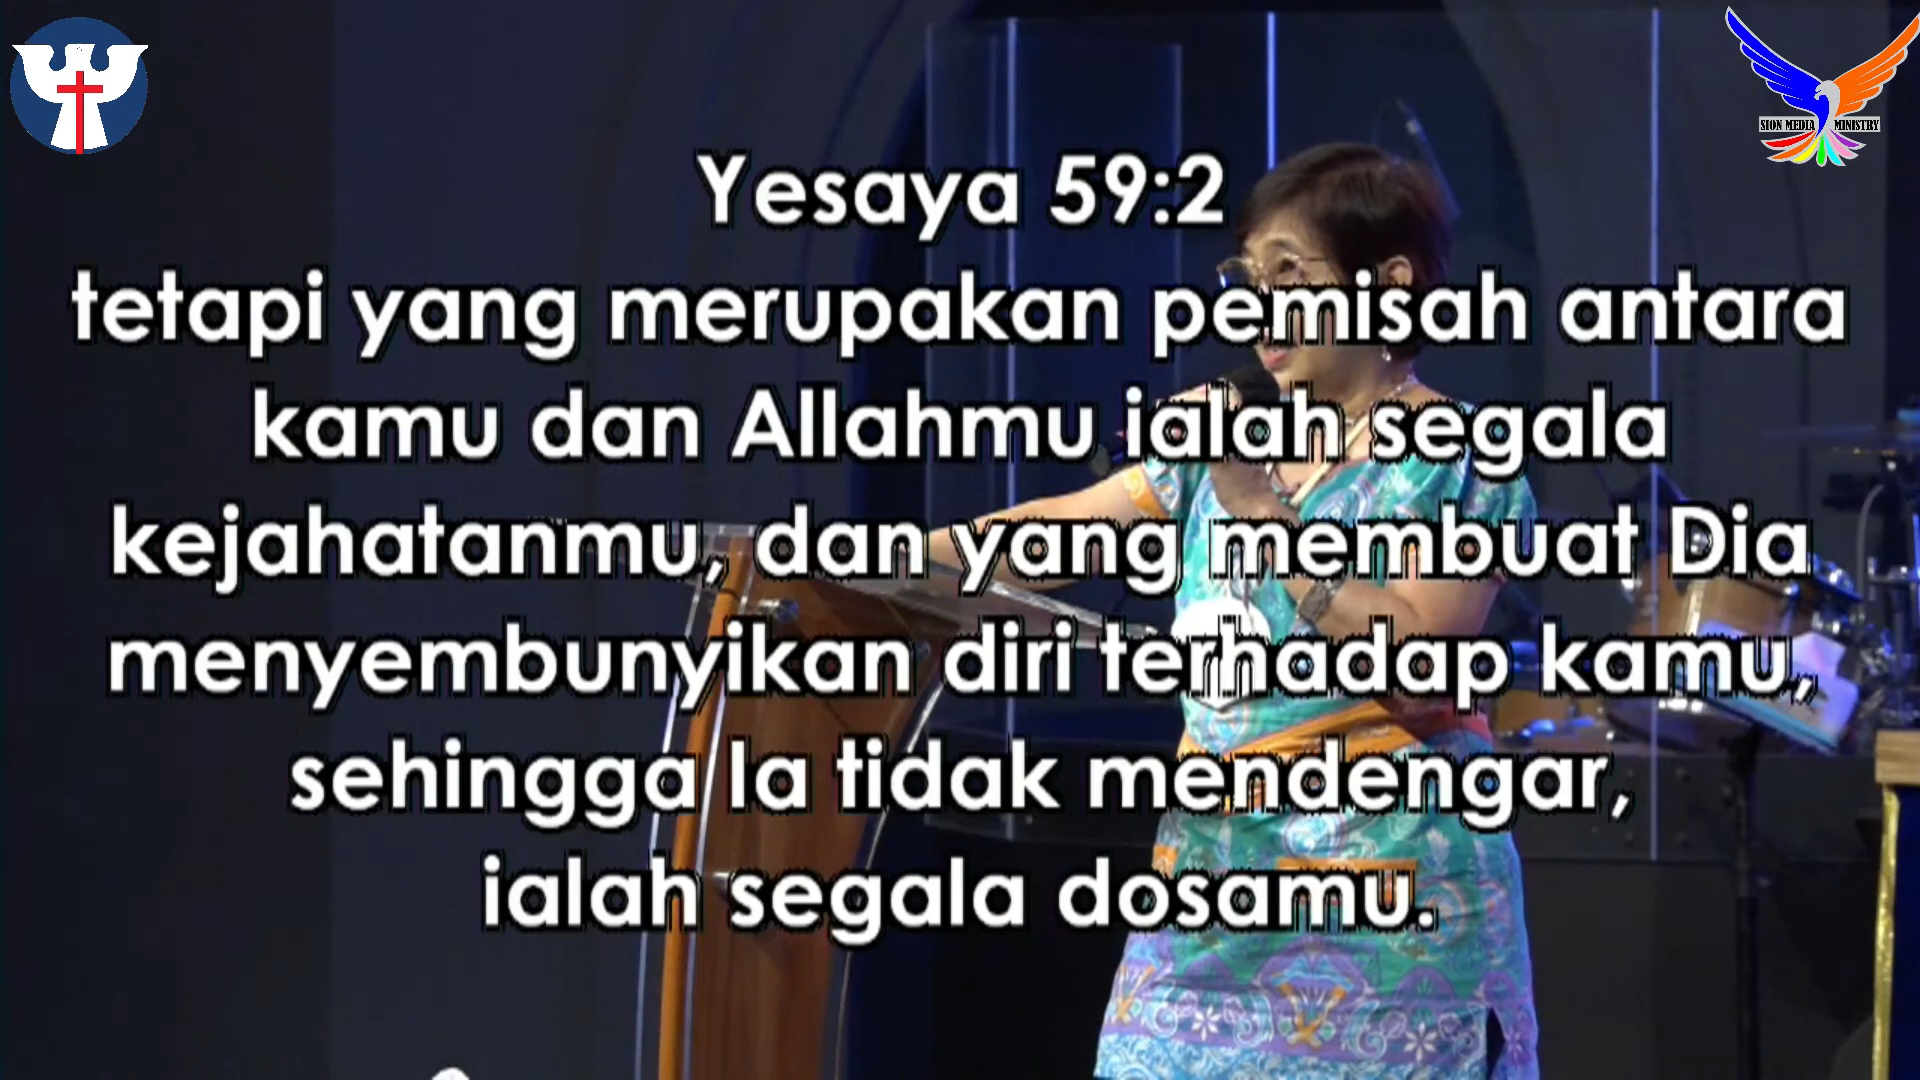 SION MEDIA MINISTRY
Yesaya 59:2
tetapi yang merupakan pemisah antara
kamu dan Allahmu ialah segala
kejahatanmu, dan yang membuat Dia
menyembunyikan diri terhadap kamu,
sehingga Ia tidak mendengar,
ialah segala dosamu.